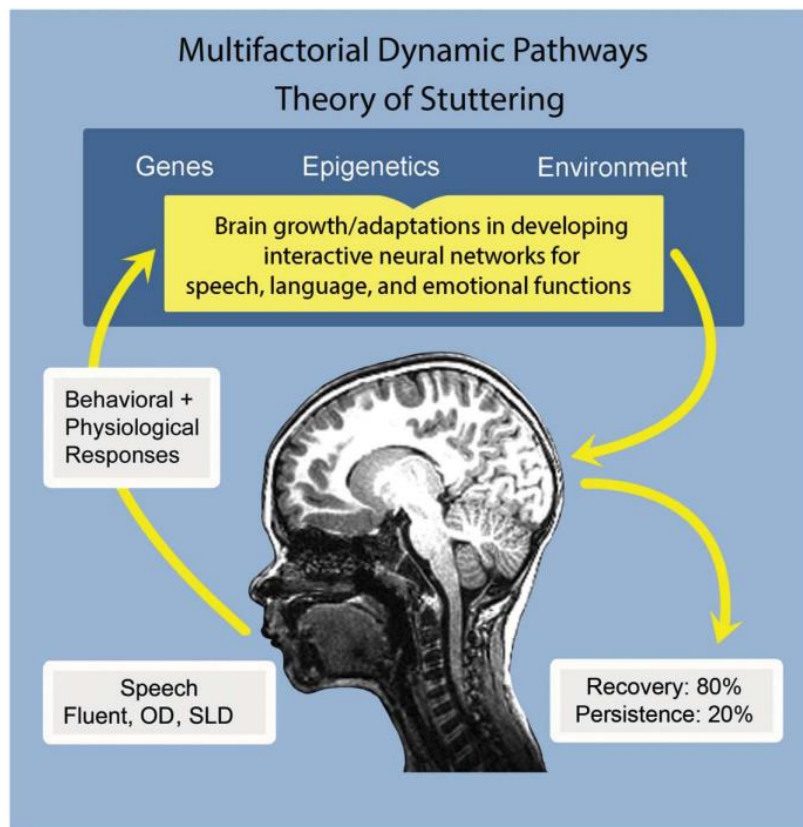 Multifactorial Dynamic Pathways
Theory of Stuttering
Genes Epigenetics Environment
Brain growth/adaptations in developing
interactive neural networks for
speech, language, and emotional functions
Behavioral +
Physiological
Responses
Speech
Fluent, OD, SLD
Recovery: 80%
Persistence: 20%